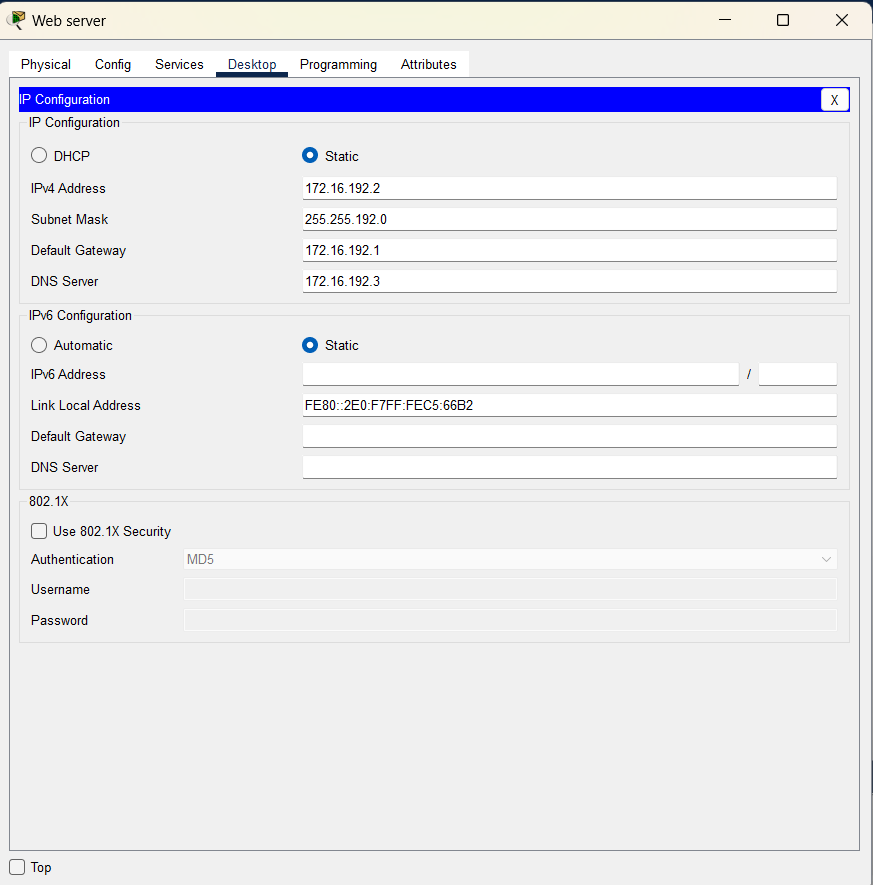 Web server
Physical Config Services Desktop Programming Attributes
IP Configuration X
IP Configuration
DHCP Static
IPv4 Address 172.16.192.2
Subnet Mask 255.255.192.0
Default Gateway 172.16.192.1
DNS Server 172.16.192.3
IPv6 Configuration
Automatic Static
IPv6 Address /
Link Local Address FE80::2E0:F7FF:FEC5:66B2
Default Gateway
DNS Server
802.1X
Use 802.1X Security
Authentication MD5
Username
Password
Top